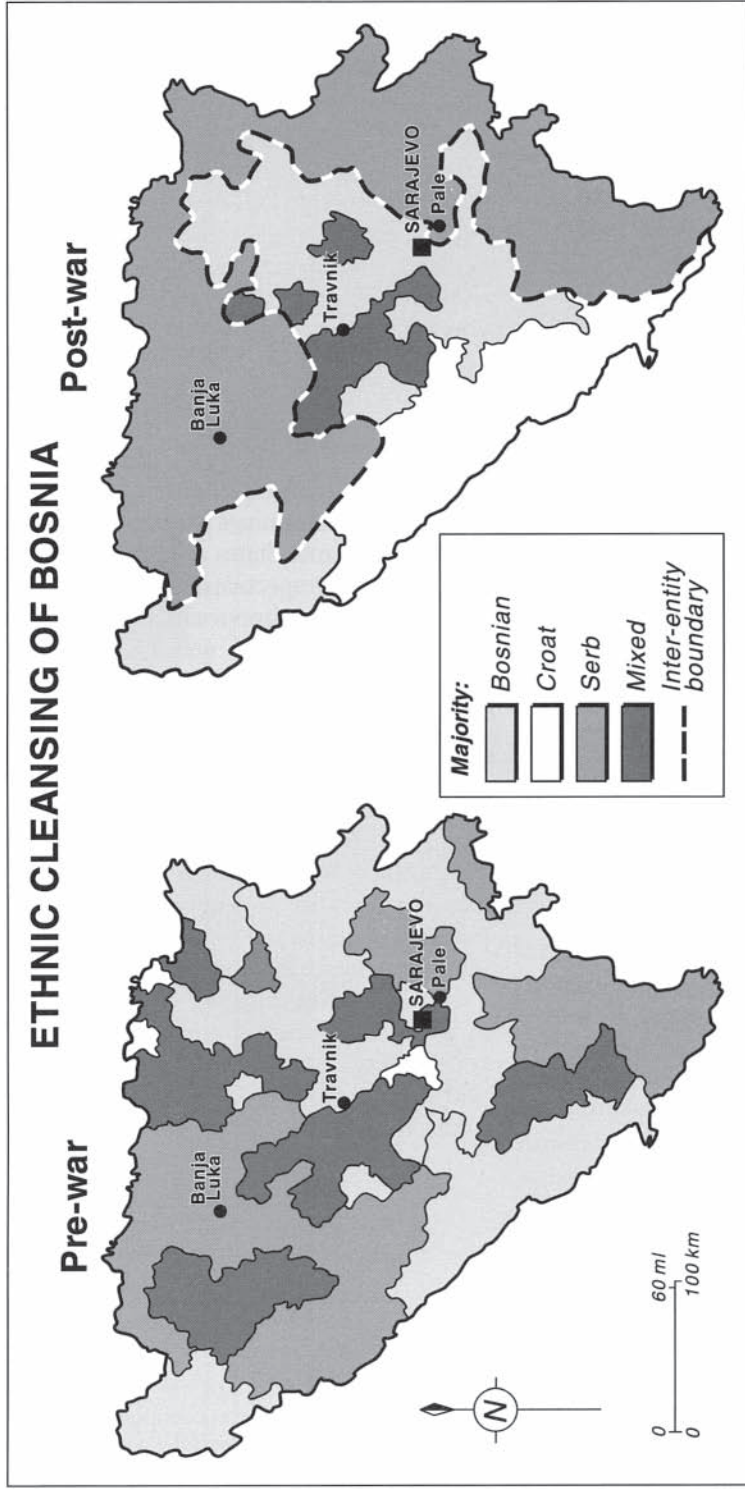 ETHNIC CLEANSING OF BOSNIA
Pre-war
Banja
Luka
Travnik
SARAJEVO
Pale
N
0 60 ml
0 100 km
Post-war
Banja
Luka
Travnik
SARAJEVO
Pale
Majority:
Bosnian
Croat
Serb
Mixed
Inter-entity
boundary